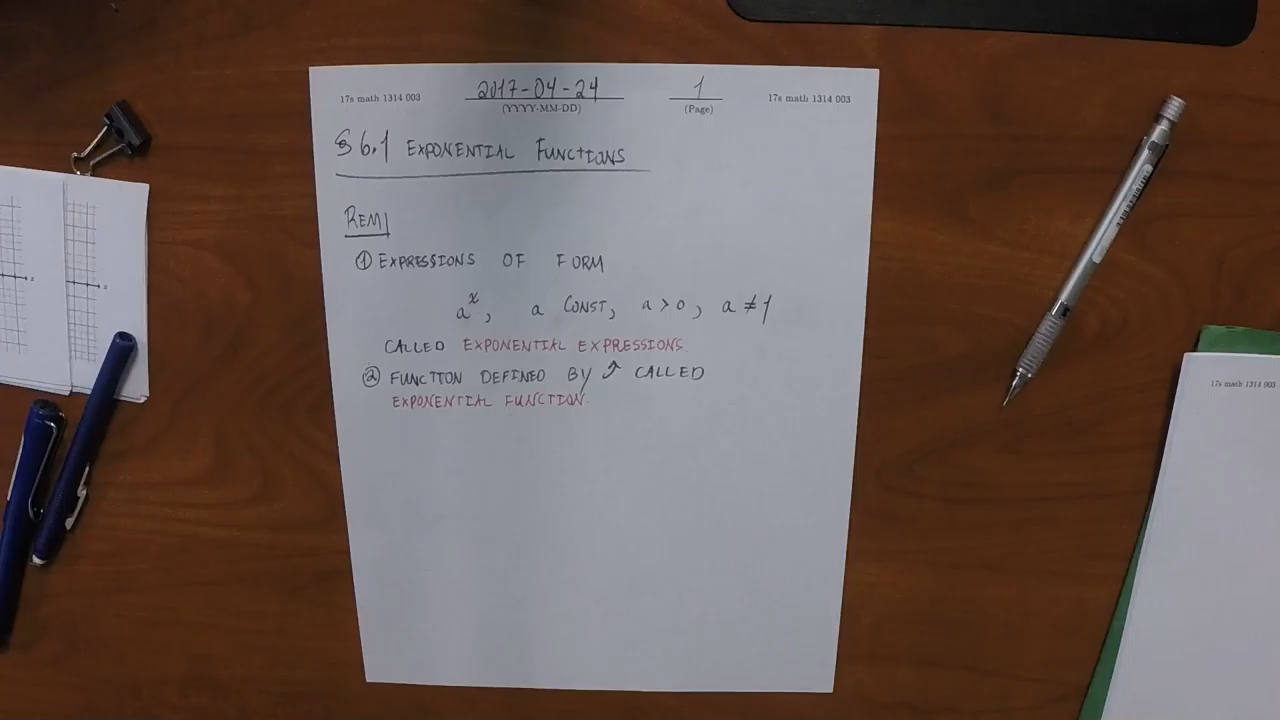 17s math 1314 003 2017-04-24 1 17s math 1314 003
(YYYY-MM-DD) (Page)
§6.1 EXPONENTIAL FUNCTIONS
REM
① EXPRESSIONS OF FORM
aˣ, a CONST, a > 0, a ≠ 1
CALLED EXPONENTIAL EXPRESSIONS.
② FUNCTION DEFINED BY ↗ CALLED
EXPONENTIAL FUNCTION.
17s math 1314 003